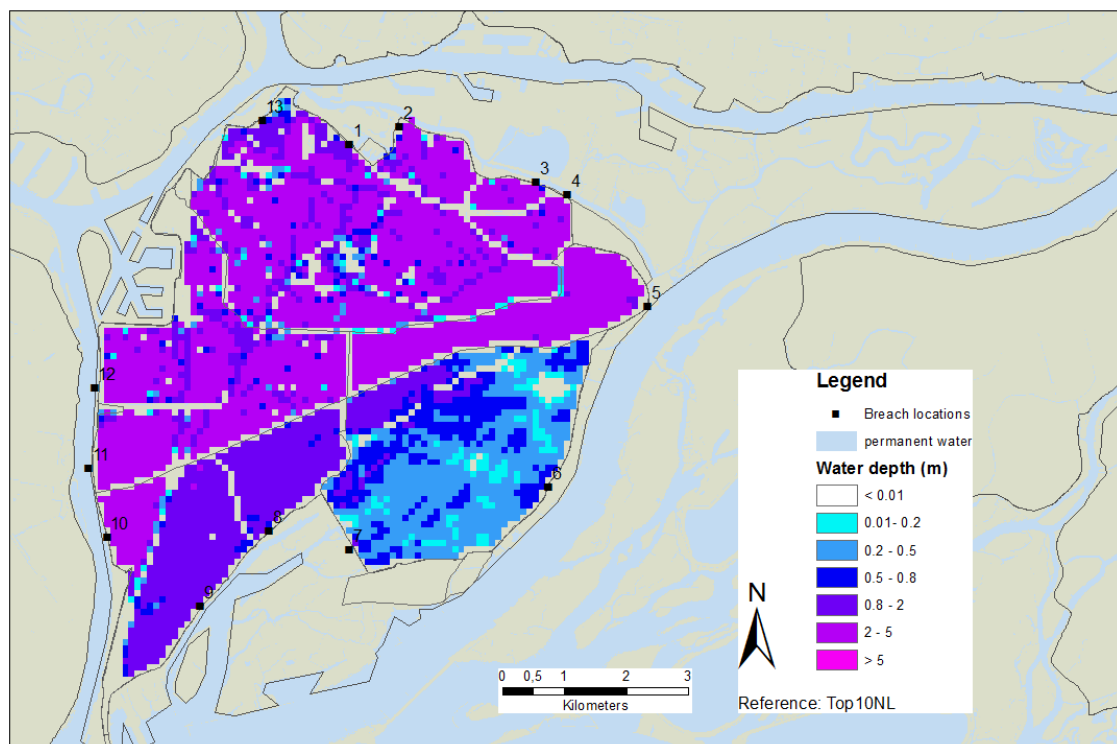 13
1
2
3
4
5
12
11
6
10
8
7
9
Legend
Breach locations
permanent water
Water depth (m)
< 0.01
0.01- 0.2
0.2 - 0.5
0.5 - 0.8
0.8 - 2
2 - 5
> 5
N
0 0,5 1 2 3
Kilometers
Reference: Top10NL